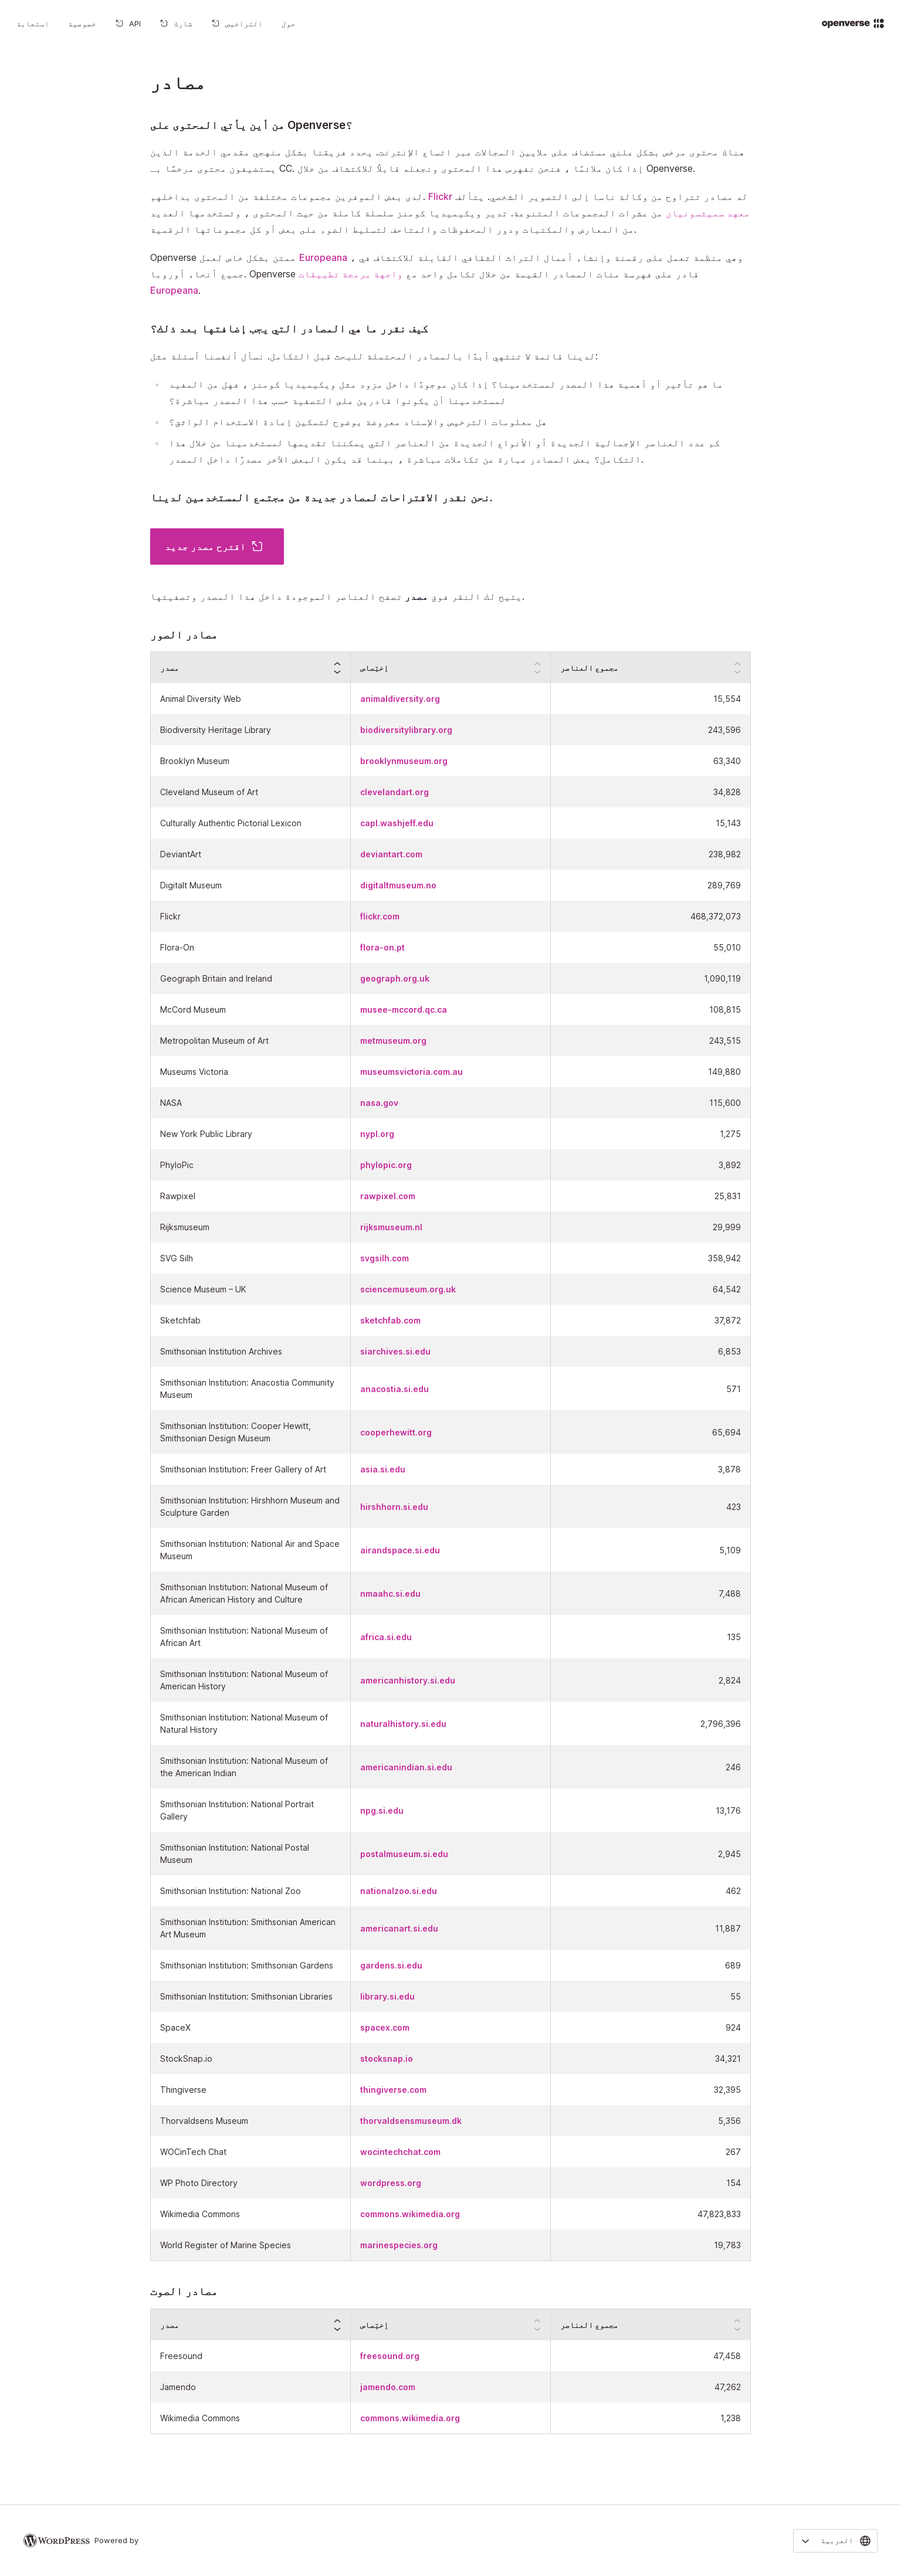 openverse
حول
التراخيص
شارك
API
خصوصية
استجابة
مصادر
من أين يأتي المحتوى على Openverse؟
هناك محتوى مرخص بشكل علني مستضاف على ملايين المجالات عبر اتساع الإنترنت. يحدد فريقنا بشكل منهجي مقدمي الخدمة الذين
يستضيفون محتوى مرخصًا بـ CC. إذا كان ملائمًا ، فنحن نفهرس هذا المحتوى ونجعله قابلاً للاكتشاف من خلال Openverse.
لدى بعض الموفرين مجموعات مختلفة من المحتوى بداخلهم. Flickr له مصادر تتراوح من وكالة ناسا إلى التصوير الشخصي. يتألف
معهد سميثسونيان من عشرات المجموعات المتنوعة. تدير ويكيميديا كومنز سلسلة كاملة من حيث المحتوى ، وتستخدمها العديد
من المعارض والمكتبات ودور المحفوظات والمتاحف لتسليط الضوء على بعض أو كل مجموعاتها الرقمية.
Openverse ممتن بشكل خاص لعمل Europeana ، وهي منظمة تعمل على رقمنة وإنشاء أعمال التراث الثقافي القابلة للاكتشاف في
جميع أنحاء أوروبا. Openverse قادر على فهرسة مئات المصادر القيمة من خلال تكامل واحد مع واجهة برمجة تطبيقات
Europeana.
كيف نقرر ما هي المصادر التي يجب إضافتها بعد ذلك؟
لدينا قائمة لا تنتهي أبدًا بالمصادر المحتملة للبحث قبل التكامل. نسأل أنفسنا أسئلة مثل:
ما هو تأثير أو أهمية هذا المصدر لمستخدمينا؟ إذا كان موجودًا داخل مزود مثل ويكيميديا كومنز ، فهل من المفيد
لمستخدمينا أن يكونوا قادرين على التصفية حسب هذا المصدر مباشرة؟
هل معلومات الترخيص والإسناد معروضة بوضوح لتمكين إعادة الاستخدام الواثق؟
كم عدد العناصر الإجمالية الجديدة أو الأنواع الجديدة من العناصر التي يمكننا تقديمها لمستخدمينا من خلال هذا
التكامل؟ بعض المصادر عبارة عن تكاملات مباشرة ، بينما قد يكون البعض الآخر مصدرًا داخل المصدر.
نحن نقدر الاقتراحات لمصادر جديدة من مجتمع المستخدمين لدينا.
اقترح مصدر جديد
يتيح لك النقر فوق مصدر تصفح العناصر الموجودة داخل هذا المصدر وتصفيتها.
مصادر الصور
مصدر إختِصاص مجموع العناصر
Animal Diversity Web animaldiversity.org 15,554
Biodiversity Heritage Library biodiversitylibrary.org 243,596
Brooklyn Museum brooklynmuseum.org 63,340
Cleveland Museum of Art clevelandart.org 34,828
Culturally Authentic Pictorial Lexicon capl.washjeff.edu 15,143
DeviantArt deviantart.com 238,982
Digitalt Museum digitaltmuseum.no 289,769
Flickr flickr.com 468,372,073
Flora-On flora-on.pt 55,010
Geograph Britain and Ireland geograph.org.uk 1,090,119
McCord Museum musee-mccord.qc.ca 108,815
Metropolitan Museum of Art metmuseum.org 243,515
Museums Victoria museumsvictoria.com.au 149,880
NASA nasa.gov 115,600
New York Public Library nypl.org 1,275
PhyloPic phylopic.org 3,892
Rawpixel rawpixel.com 25,831
Rijksmuseum rijksmuseum.nl 29,999
SVG Silh svgsilh.com 358,942
Science Museum – UK sciencemuseum.org.uk 64,542
Sketchfab sketchfab.com 37,872
Smithsonian Institution Archives siarchives.si.edu 6,853
Smithsonian Institution: Anacostia Community
Museum anacostia.si.edu 571
Smithsonian Institution: Cooper Hewitt,
Smithsonian Design Museum cooperhewitt.org 65,694
Smithsonian Institution: Freer Gallery of Art asia.si.edu 3,878
Smithsonian Institution: Hirshhorn Museum and
Sculpture Garden hirshhorn.si.edu 423
Smithsonian Institution: National Air and Space
Museum airandspace.si.edu 5,109
Smithsonian Institution: National Museum of
African American History and Culture nmaahc.si.edu 7,488
Smithsonian Institution: National Museum of
African Art africa.si.edu 135
Smithsonian Institution: National Museum of
American History americanhistory.si.edu 2,824
Smithsonian Institution: National Museum of
Natural History naturalhistory.si.edu 2,796,396
Smithsonian Institution: National Museum of
the American Indian americanindian.si.edu 246
Smithsonian Institution: National Portrait
Gallery npg.si.edu 13,176
Smithsonian Institution: National Postal
Museum postalmuseum.si.edu 2,945
Smithsonian Institution: National Zoo nationalzoo.si.edu 462
Smithsonian Institution: Smithsonian American
Art Museum americanart.si.edu 11,887
Smithsonian Institution: Smithsonian Gardens gardens.si.edu 689
Smithsonian Institution: Smithsonian Libraries library.si.edu 55
SpaceX spacex.com 924
StockSnap.io stocksnap.io 34,321
Thingiverse thingiverse.com 32,395
Thorvaldsens Museum thorvaldsensmuseum.dk 5,356
WOCinTech Chat wocintechchat.com 267
WP Photo Directory wordpress.org 154
Wikimedia Commons commons.wikimedia.org 47,823,833
World Register of Marine Species marinespecies.org 19,783
مصادر الصوت
مصدر إختِصاص مجموع العناصر
Freesound freesound.org 47,458
Jamendo jamendo.com 47,262
Wikimedia Commons commons.wikimedia.org 1,238
العربية
Powered by WORDPRESS